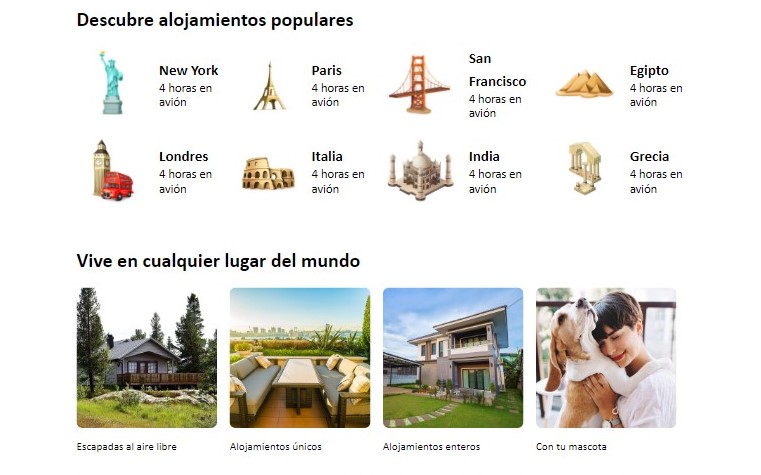 Descubre alojamientos populares
New York
4 horas en
avión
Paris
4 horas en
avión
San
Francisco
4 horas en
avión
Egipto
4 horas en
avión
Londres
4 horas en
avión
Italia
4 horas en
avión
India
4 horas en
avión
Grecia
4 horas en
avión
Vive en cualquier lugar del mundo
Escapadas al aire libre
Alojamientos únicos
Alojamientos enteros
Con tu mascota